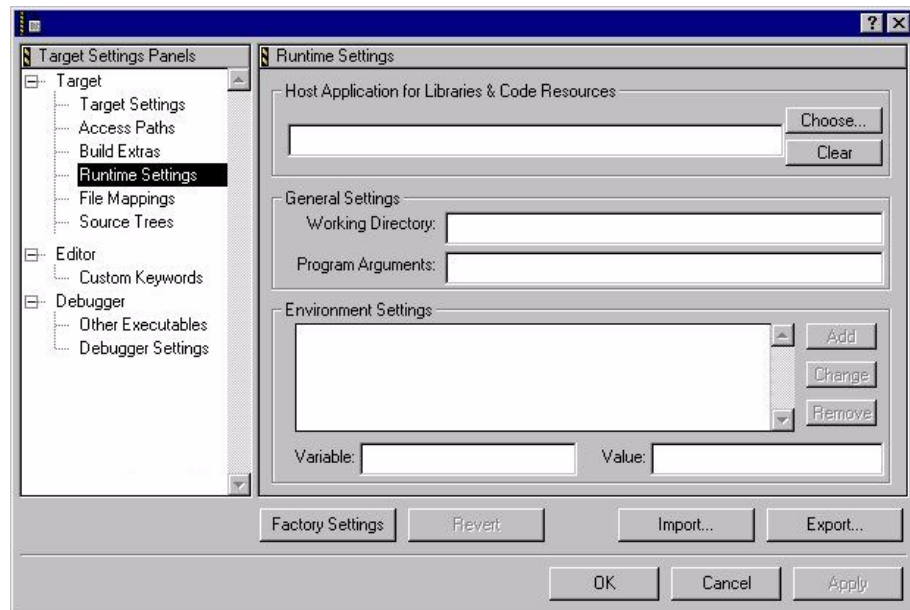 Target Settings Panels
Target
Target Settings
Access Paths
Build Extras
Runtime Settings
File Mappings
Source Trees
Editor
Custom Keywords
Debugger
Other Executables
Debugger Settings
Runtime Settings
Host Application for Libraries & Code Resources
Choose...
Clear
General Settings
Working Directory:
Program Arguments:
Environment Settings
Add
Change
Remove
Variable: Value:
Factory Settings Revert Import... Export...
OK Cancel Apply